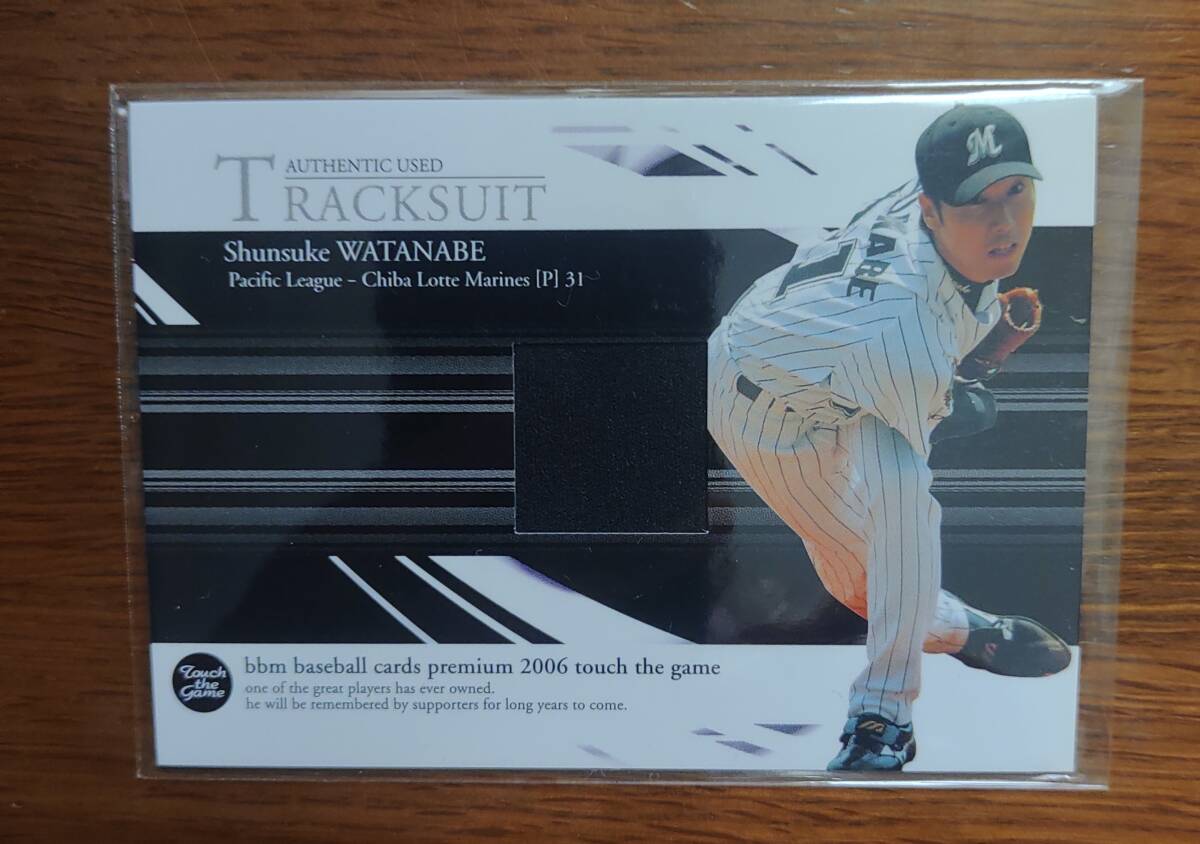 AUTHENTIC USED
TRACKSUIT
Shunsuke WATANABE
Pacific League - Chiba Lotte Marines [P] 31
M
ABE
1
Touch
the
Game
bbm baseball cards premium 2006 touch the game
one of the great players has ever owned.
he will be remembered by supporters for long years to come.